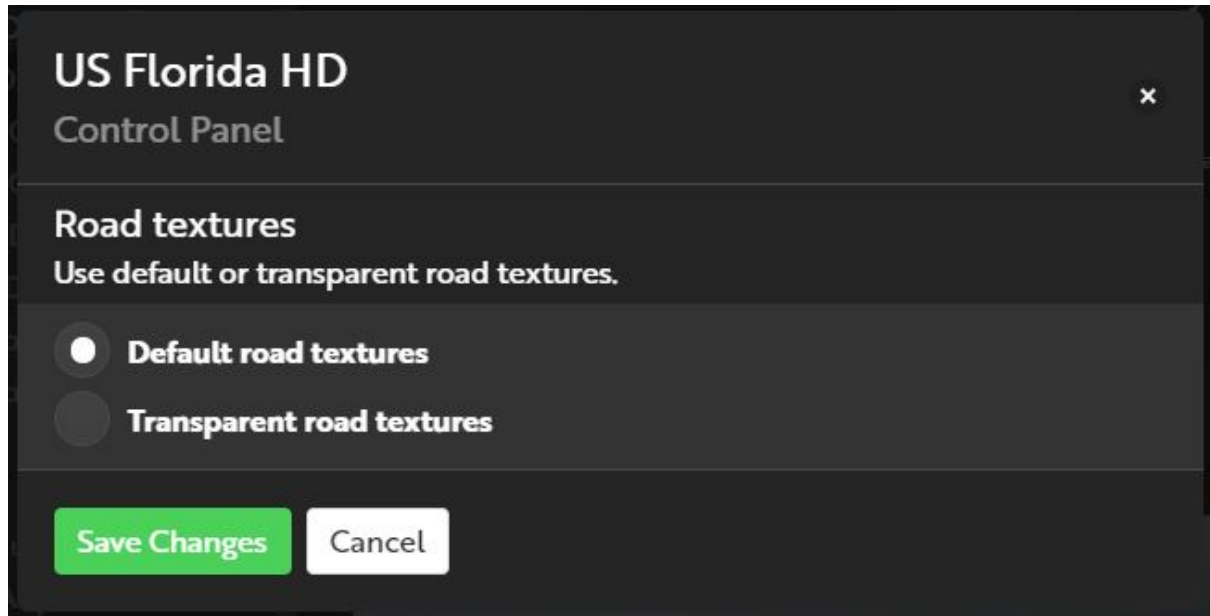 US Florida HD
Control Panel
Road textures
Use default or transparent road textures.
Default road textures
Transparent road textures
Save Changes
Cancel